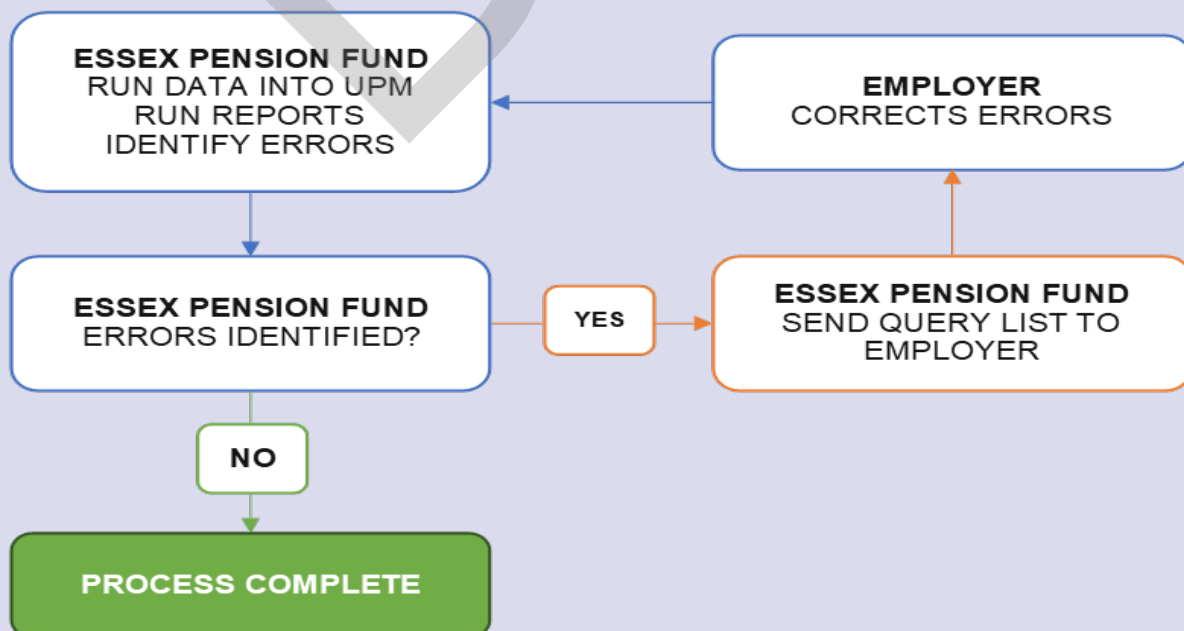 ESSEX PENSION FUND
RUN DATA INTO UPM
RUN REPORTS
IDENTIFY ERRORS
EMPLOYER
CORRECTS ERRORS
ESSEX PENSION FUND
ERRORS IDENTIFIED?
YES
ESSEX PENSION FUND
SEND QUERY LIST TO
EMPLOYER
NO
PROCESS COMPLETE